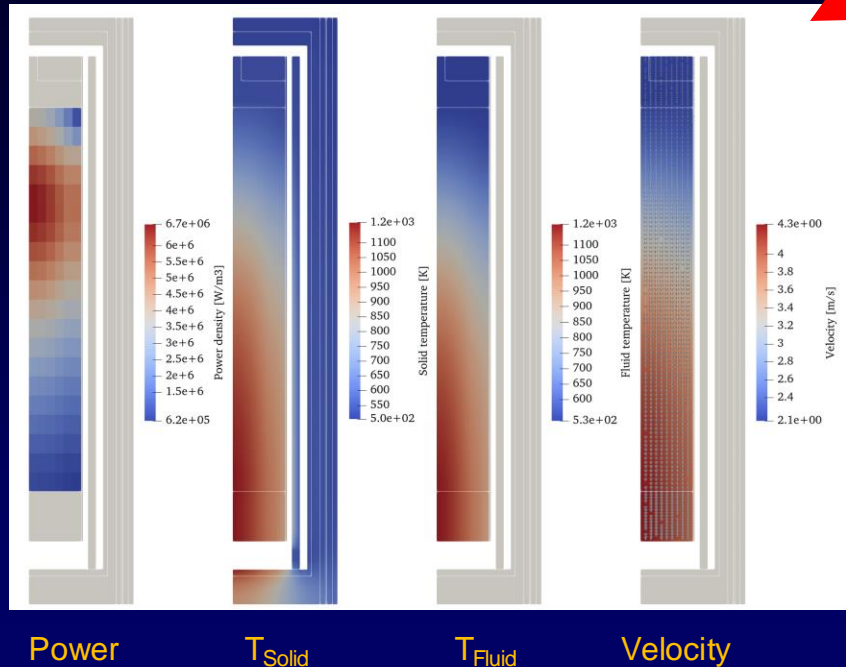 6.7e+06
6e+6
5.5e+6
5e+6
4.5e+6
4e+6
3.5e+6
3e+6
2.5e+6
2e+6
1.5e+6
6.2e+05
Power density [W/m3]
1.2e+03
1100
1050
1000
950
900
850
800
750
700
650
600
550
5.0e+02
Solid temperature [K]
1.2e+03
1100
1050
1000
950
900
850
800
750
700
650
600
5.3e+02
Fluid temperature [K]
4.3e+00
4
3.8
3.6
3.4
3.2
3
2.8
2.6
2.4
2.1e+00
Velocity [m/s]
Power TSolid TFluid Velocity